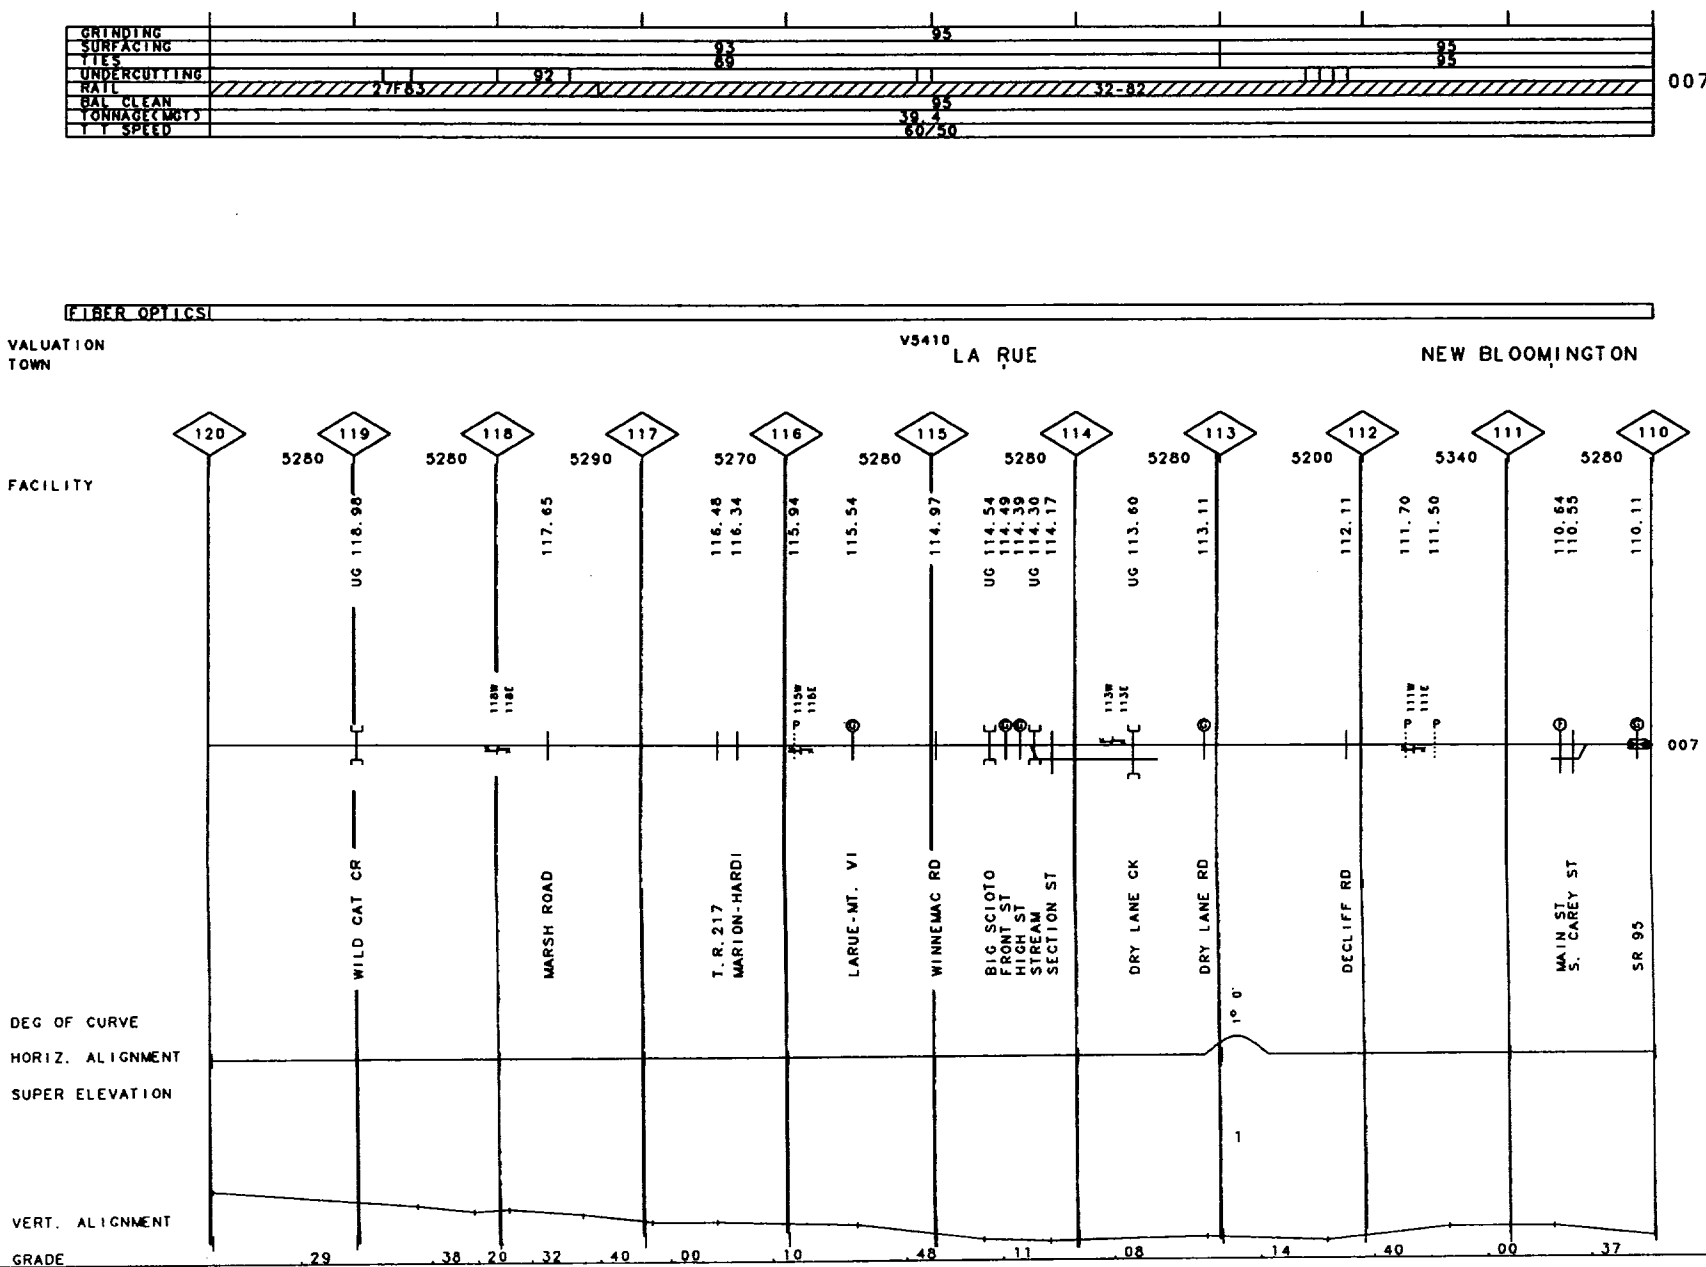 GRINDING 95
SURFACING 93 95
TIES 89 95
UNDERCUTTING 92
RAIL 27F83 32-82
007
BAL CLEAN 95
TONNAGE(MGT) 39.4
T T SPEED 60/50
FIBER OPTICS
VALUATION V5410
TOWN LA RUE NEW BLOOMINGTON
120 119 118 117 116 115 114 113 112 111 110
5280 5280 5290 5270 5280 5280 5280 5200 5340 5280
FACILITY
UG 118.98
117.65
116.48
116.34
115.94
115.54
114.97
UG 114.54
114.49
114.39
UG 114.30
114.17
UG 113.60
113.11
112.11
111.70
111.50
110.64
110.55
110.11
118W
118E
P
115W
P
113W
113E
P
111W
111E
P
007
WILD CAT CR
MARSH ROAD
T.R.217
MARION-HARDI
LARUE-MT. VI
WINNEMAC RD
BIG SCIOTO
FRONT ST
HIGH ST
STREAM
SECTION ST
DRY LANE CK
DRY LANE RD
DECLIFF RD
MAIN ST
S. CAREY ST
SR 95
DEG OF CURVE 1° 0'
HORIZ. ALIGNMENT
SUPER ELEVATION
1
VERT. ALIGNMENT
GRADE .29 .38 .20 .32 .40 .00 .10 .48 .11 .08 .14 .40 .00 .37